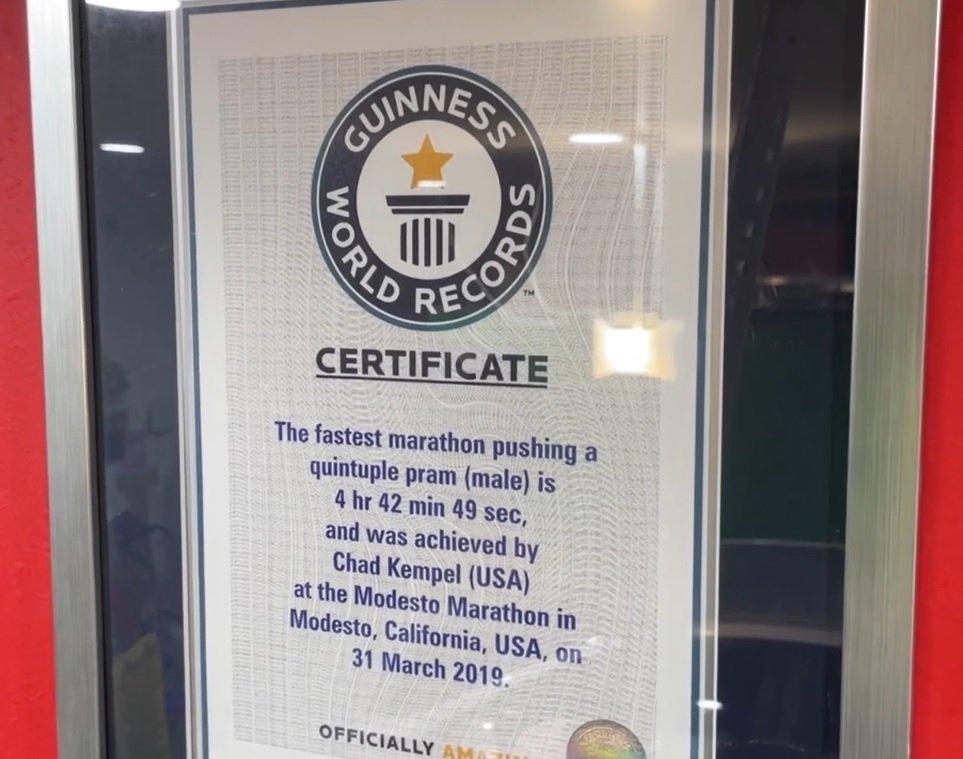 GUINNESS
WORLD RECORDS
TM
CERTIFICATE
The fastest marathon pushing a
quintuple pram (male) is
4 hr 42 min 49 sec,
and was achieved by
Chad Kempel (USA)
at the Modesto Marathon in
Modesto, California, USA, on
31 March 2019.
OFFICIALLY